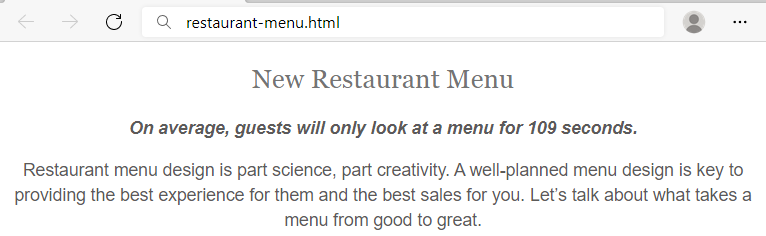 restaurant-menu.html
New Restaurant Menu
On average, guests will only look at a menu for 109 seconds.
Restaurant menu design is part science, part creativity. A well-planned menu design is key to
providing the best experience for them and the best sales for you. Let’s talk about what takes a
menu from good to great.